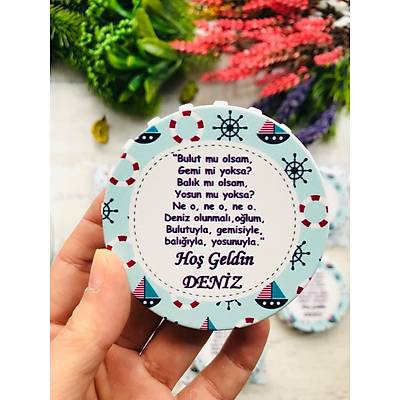 "Bulut mu olsam,
Gemi mi yoksa?
Balık mı olsam,
Yosun mu yoksa?
Ne o, ne o, ne o.
Deniz olunmalı,oğlum,
Bulutuyla, gemisiyle,
balığıyla, yosunuyla."
Hoş Geldin
DENİZ